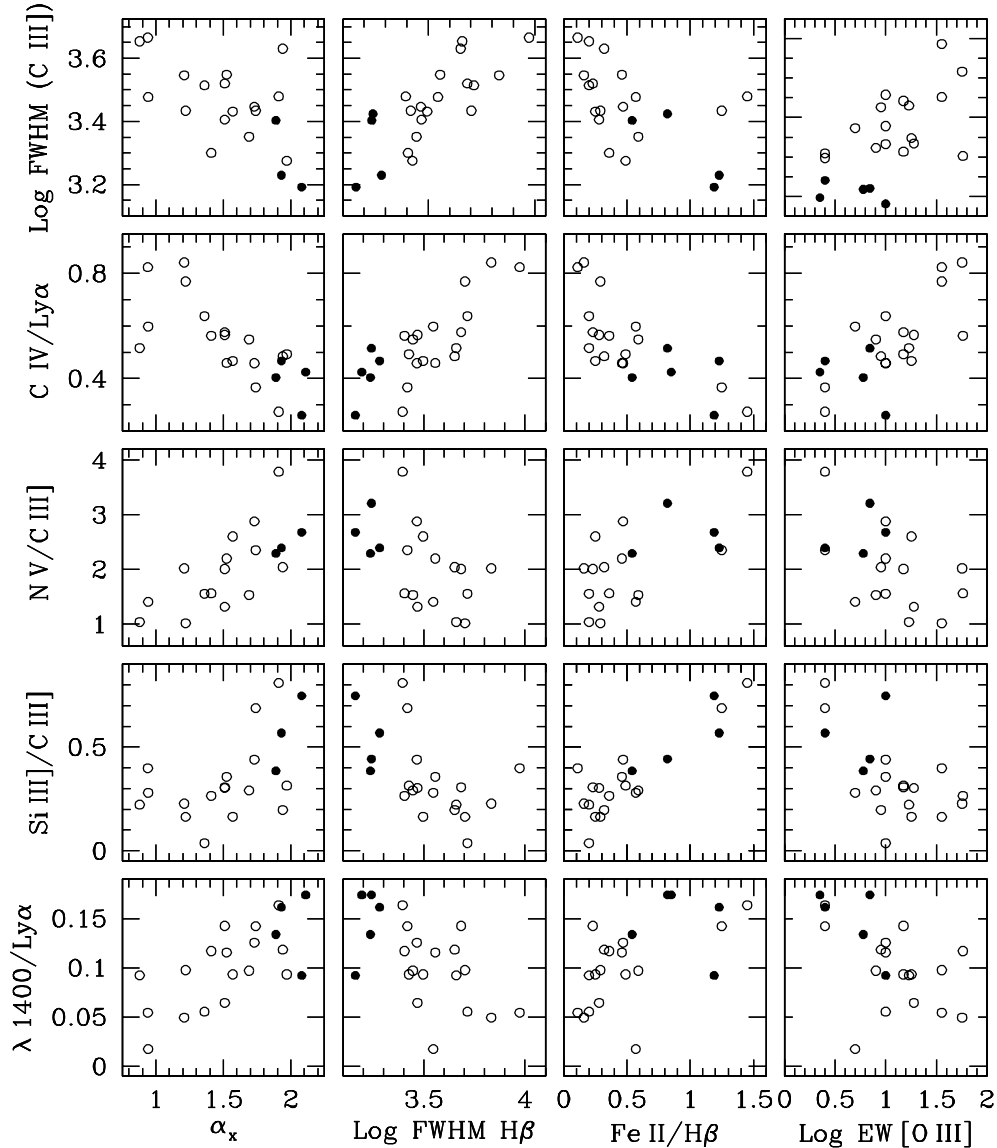 Log FWHM (C III])
3.6
3.4
3.2
C IV/Lyα
0.8
0.4
N V/C III]
4
3
2
1
Si III]/C III]
0.5
0
λ 1400/Lyα
0.15
0.1
0.05
0
1 1.5 2
3.5 4
0 0.5 1 1.5
0 0.5 1 1.5 2
αx
Log FWHM Hβ
Fe II/Hβ
Log EW [O III]